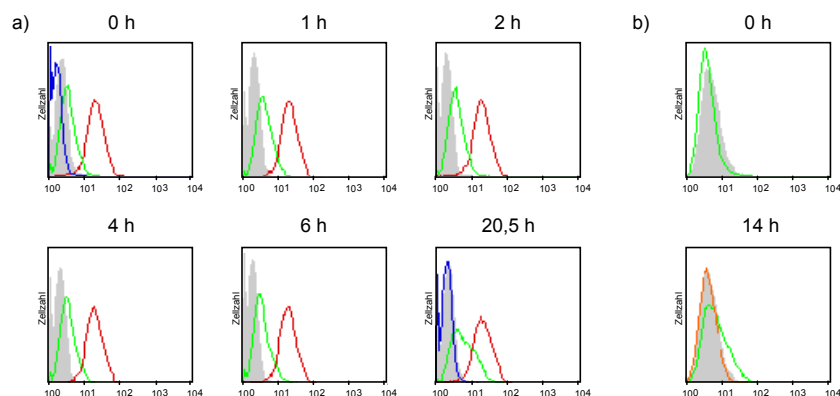 a) 0 h 1 h 2 h b) 0 h
Zellzahl Zellzahl Zellzahl Zellzahl
10⁰ 10¹ 10² 10³ 10⁴ 10⁰ 10¹ 10² 10³ 10⁴ 10⁰ 10¹ 10² 10³ 10⁴ 10⁰ 10¹ 10² 10³ 10⁴
4 h 6 h 20,5 h 14 h
Zellzahl Zellzahl Zellzahl Zellzahl
10⁰ 10¹ 10² 10³ 10⁴ 10⁰ 10¹ 10² 10³ 10⁴ 10⁰ 10¹ 10² 10³ 10⁴ 10⁰ 10¹ 10² 10³ 10⁴